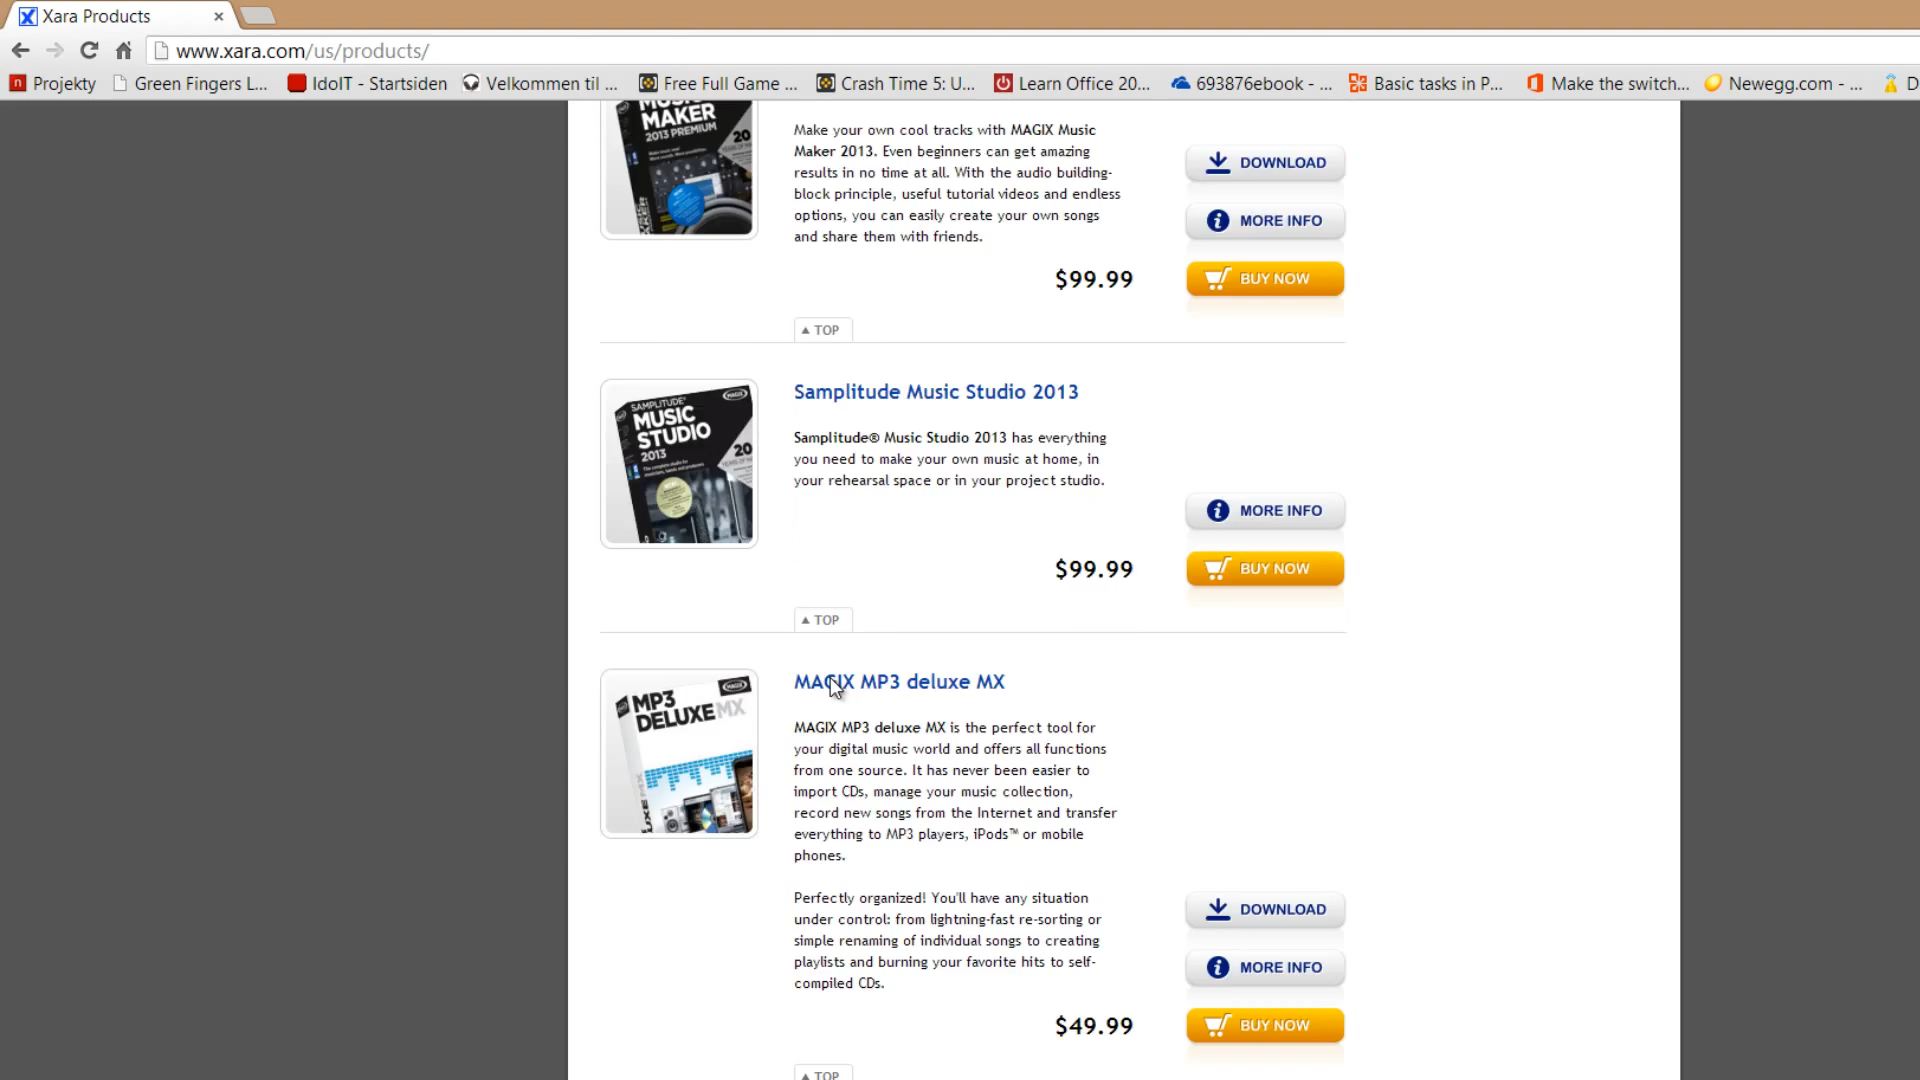 Xara Products
www.xara.com/us/products/
Projekty Green Fingers L... IdoIT - Startsiden Velkommen til ... Free Full Game ... Crash Time 5: U... Learn Office 20... 693876ebook - ... Basic tasks in P... Make the switch... Newegg.com - ... D
MAKER
2013 PREMIUM
20
Make your own cool tracks with MAGIX Music
Maker 2013. Even beginners can get amazing
results in no time at all. With the audio building-
block principle, useful tutorial videos and endless
options, you can easily create your own songs
and share them with friends.
DOWNLOAD
MORE INFO
$99.99
BUY NOW
TOP
SAMPLITUDE
MUSIC
STUDIO
2013
20
Samplitude Music Studio 2013
Samplitude® Music Studio 2013 has everything
you need to make your own music at home, in
your rehearsal space or in your project studio.
MORE INFO
$99.99
BUY NOW
TOP
MAGIX
MP3
DELUXE MX
MAGIX MP3 deluxe MX
MAGIX MP3 deluxe MX is the perfect tool for
your digital music world and offers all functions
from one source. It has never been easier to
import CDs, manage your music collection,
record new songs from the Internet and transfer
everything to MP3 players, iPods™ or mobile
phones.
Perfectly organized! You'll have any situation
under control: from lightning-fast re-sorting or
simple renaming of individual songs to creating
playlists and burning your favorite hits to self-
compiled CDs.
DOWNLOAD
MORE INFO
$49.99
BUY NOW
TOP